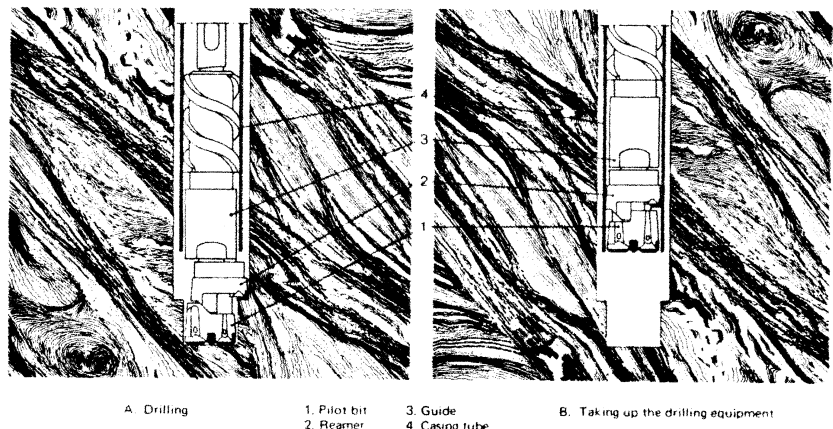 4
3
2
1
A. Drilling
1. Pilot bit 3. Guide
2. Reamer 4. Casing tube
B. Taking up the drilling equipment